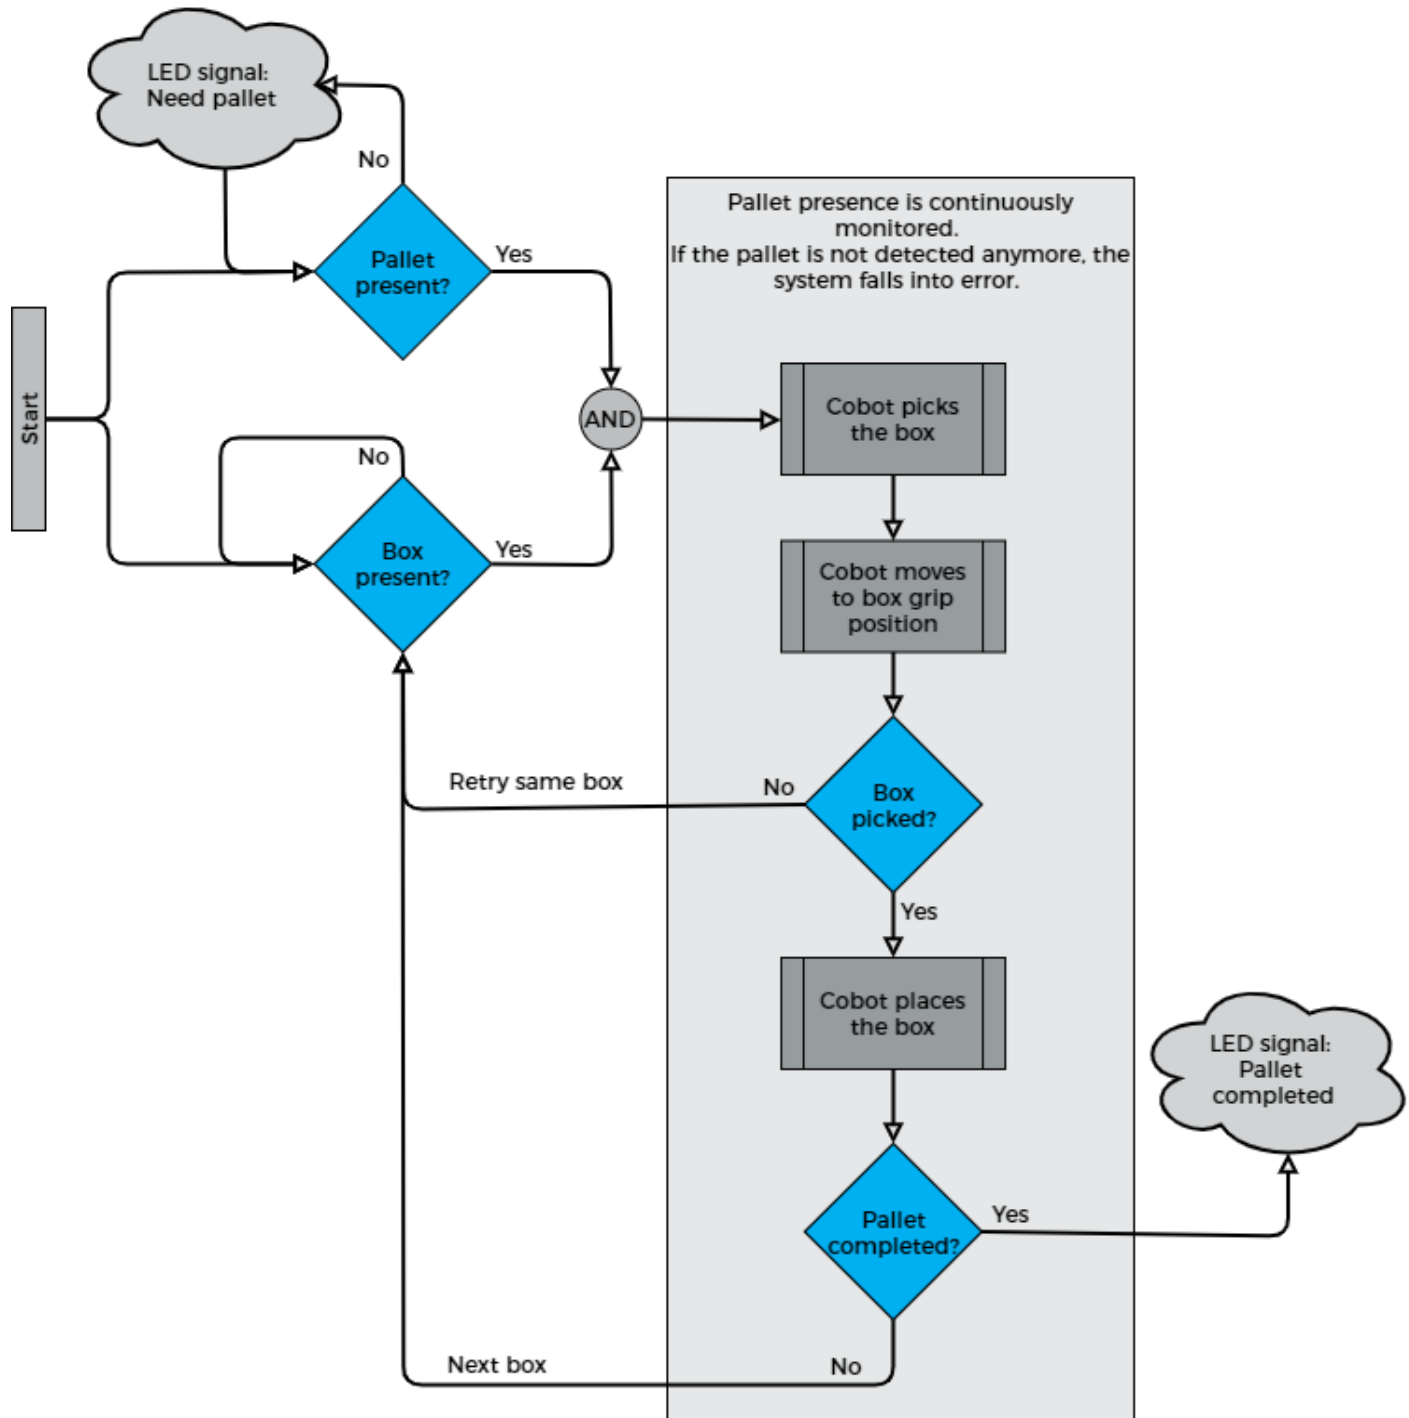 LED signal:
Need pallet
No
Pallet
present?
Yes
Pallet presence is continuously
monitored.
If the pallet is not detected anymore, the
system falls into error.
Start
AND
Cobot picks
the box
No
Box
present?
Yes
Cobot moves
to box grip
position
Retry same box
No
Box
picked?
Yes
Cobot places
the box
LED signal:
Pallet
completed
Pallet
completed?
Yes
Next box
No